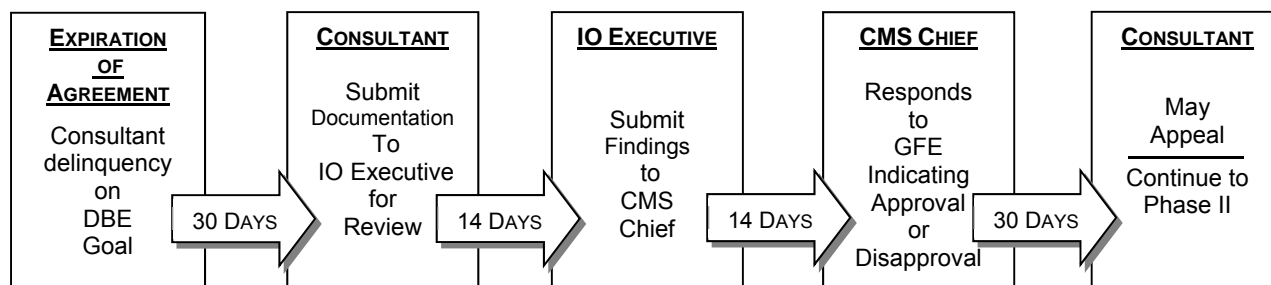 EXPIRATION
OF
AGREEMENT
Consultant
delinquency
on
DBE
Goal
30 DAYS
CONSULTANT
Submit
Documentation
To
IO Executive
for
Review
14 DAYS
IO EXECUTIVE
Submit
Findings
to
CMS
Chief
14 DAYS
CMS CHIEF
Responds
to
GFE
Indicating
Approval
or
Disapproval
30 DAYS
CONSULTANT
May
Appeal
Continue to
Phase II